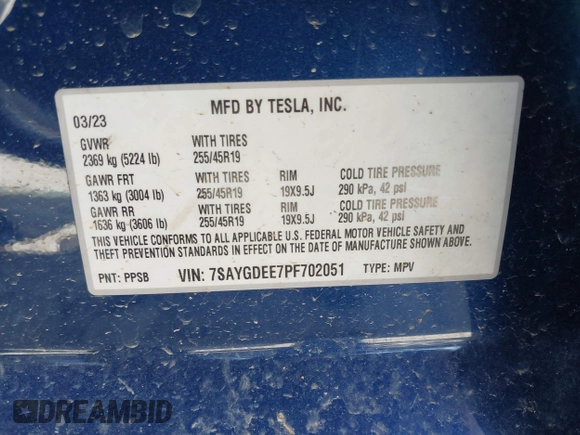 MFD BY TESLA, INC.
03/23
GVWR WITH TIRES
2369 kg (5224 lb) 255/45R19
GAWR FRT WITH TIRES RIM COLD TIRE PRESSURE
1363 kg (3004 lb) 255/45R19 19X9.5J 290 kPa, 42 psi
GAWR RR WITH TIRES RIM COLD TIRE PRESSURE
1636 kg (3606 lb) 255/45R19 19X9.5J 290 kPa, 42 psi
THIS VEHICLE CONFORMS TO ALL APPLICABLE U.S. FEDERAL MOTOR VEHICLE SAFETY AND
THEFT PREVENTION STANDARDS IN EFFECT ON THE DATE OF MANUFACTURE SHOWN ABOVE.
PNT: PPSB VIN: 7SAYGDEE7PF702051 TYPE: MPV
DREAMBID